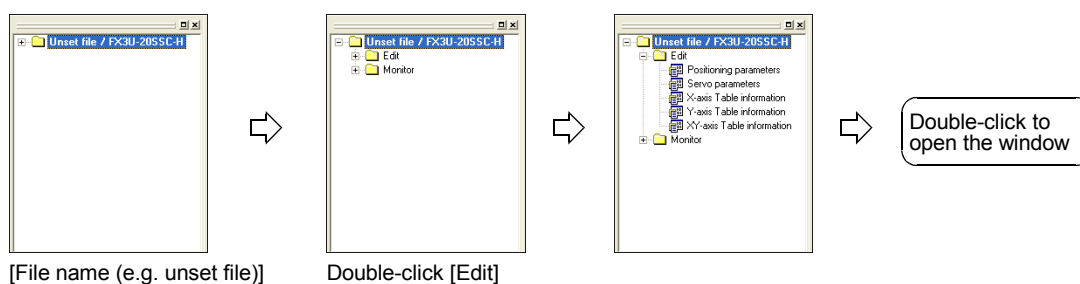 Unset file / FX3U-20SSC-H
Unset file / FX3U-20SSC-H
Edit
Monitor
Unset file / FX3U-20SSC-H
Edit
Positioning parameters
Servo parameters
X-axis Table information
Y-axis Table information
XY-axis Table information
Monitor
Double-click to
open the window
[File name (e.g. unset file)]
Double-click [Edit]